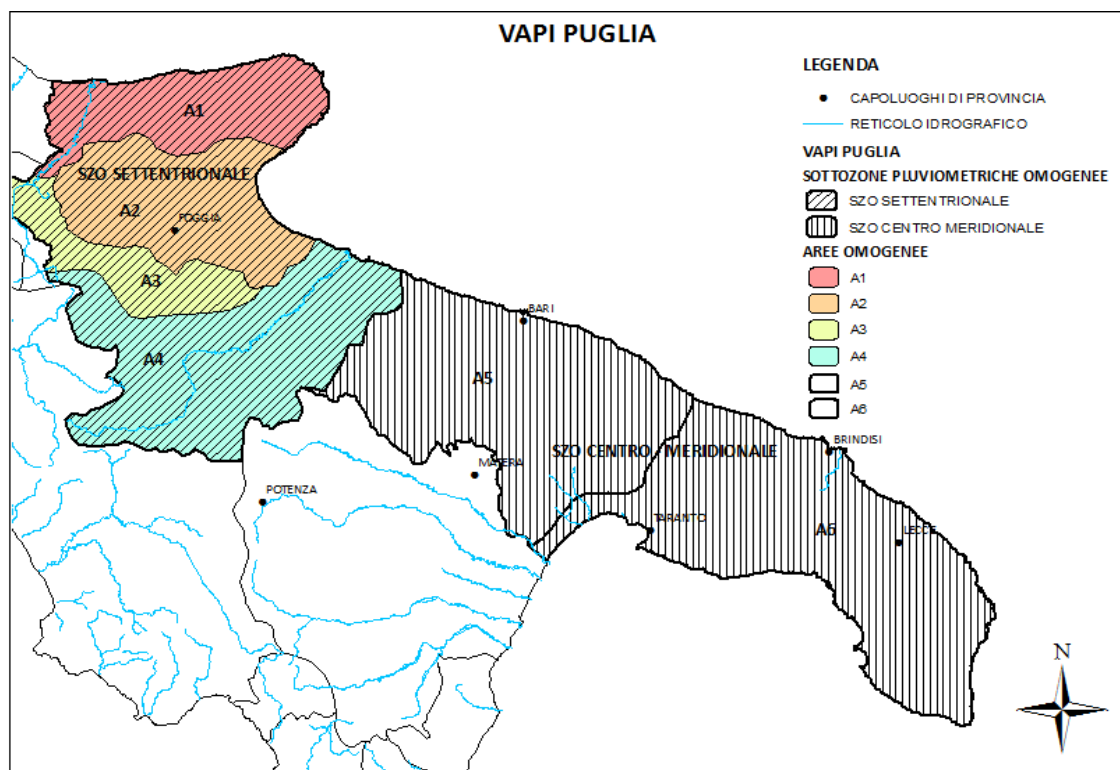 VAPI PUGLIA
LEGENDA
CAPOLUOGHI DI PROVINCIA
RETICOLO IDROGRAFICO
VAPI PUGLIA
SOTTOZONE PLUVIOMETRICHE OMOGENEE
SZO SETTENTRIONALE
SZO CENTRO MERIDIONALE
AREE OMOGENEE
A1
A2
A3
A4
A5
A6
A1
SZO SETTENTRIONALE
A2
FOGGIA
A3
A4
BARI
A5
SZO CENTRO MERIDIONALE
BRINDISI
MATERA
POTENZA
TARANTO
A6
LECCE
N